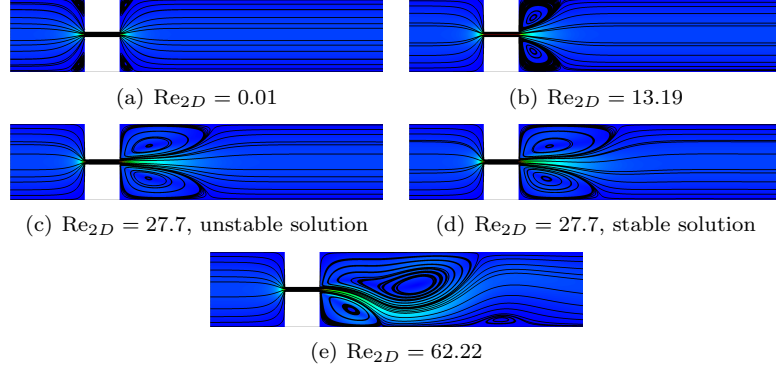 (a) Re2D = 0.01
(b) Re2D = 13.19
(c) Re2D = 27.7, unstable solution
(d) Re2D = 27.7, stable solution
(e) Re2D = 62.22